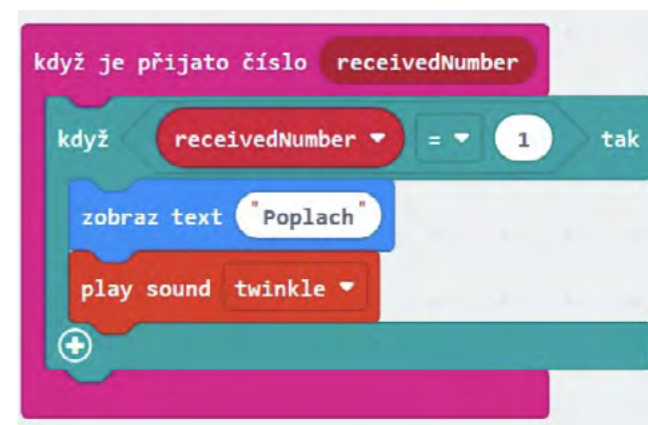 když je přijato číslo receivedNumber
když receivedNumber = 1 tak
zobraz text "Poplach"
play sound twinkle